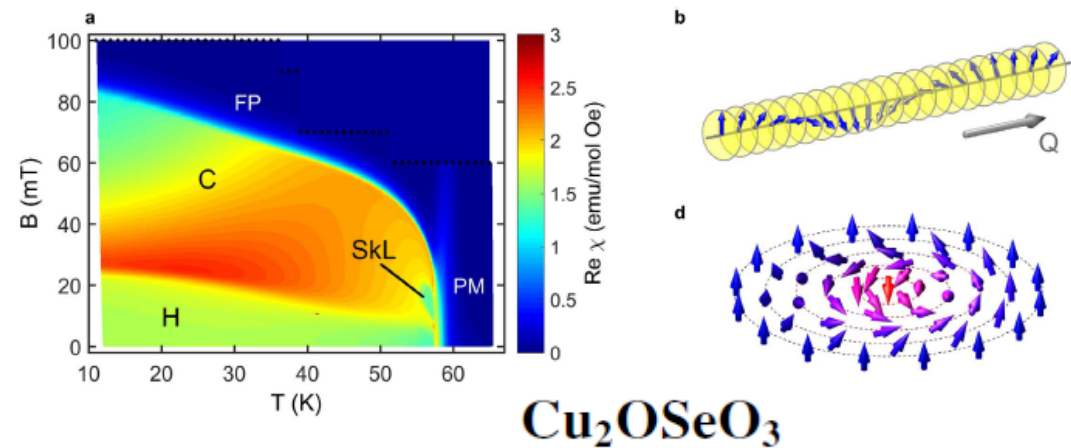 a
100
80
60
40
20
0
B (mT)
FP
C
SkL
PM
H
10 20 30 40 50 60
T (K)
3
2.5
2
1.5
1
0.5
0
Re χ (emu/mol Oe)
b
Q
d
Cu₂OSeO₃